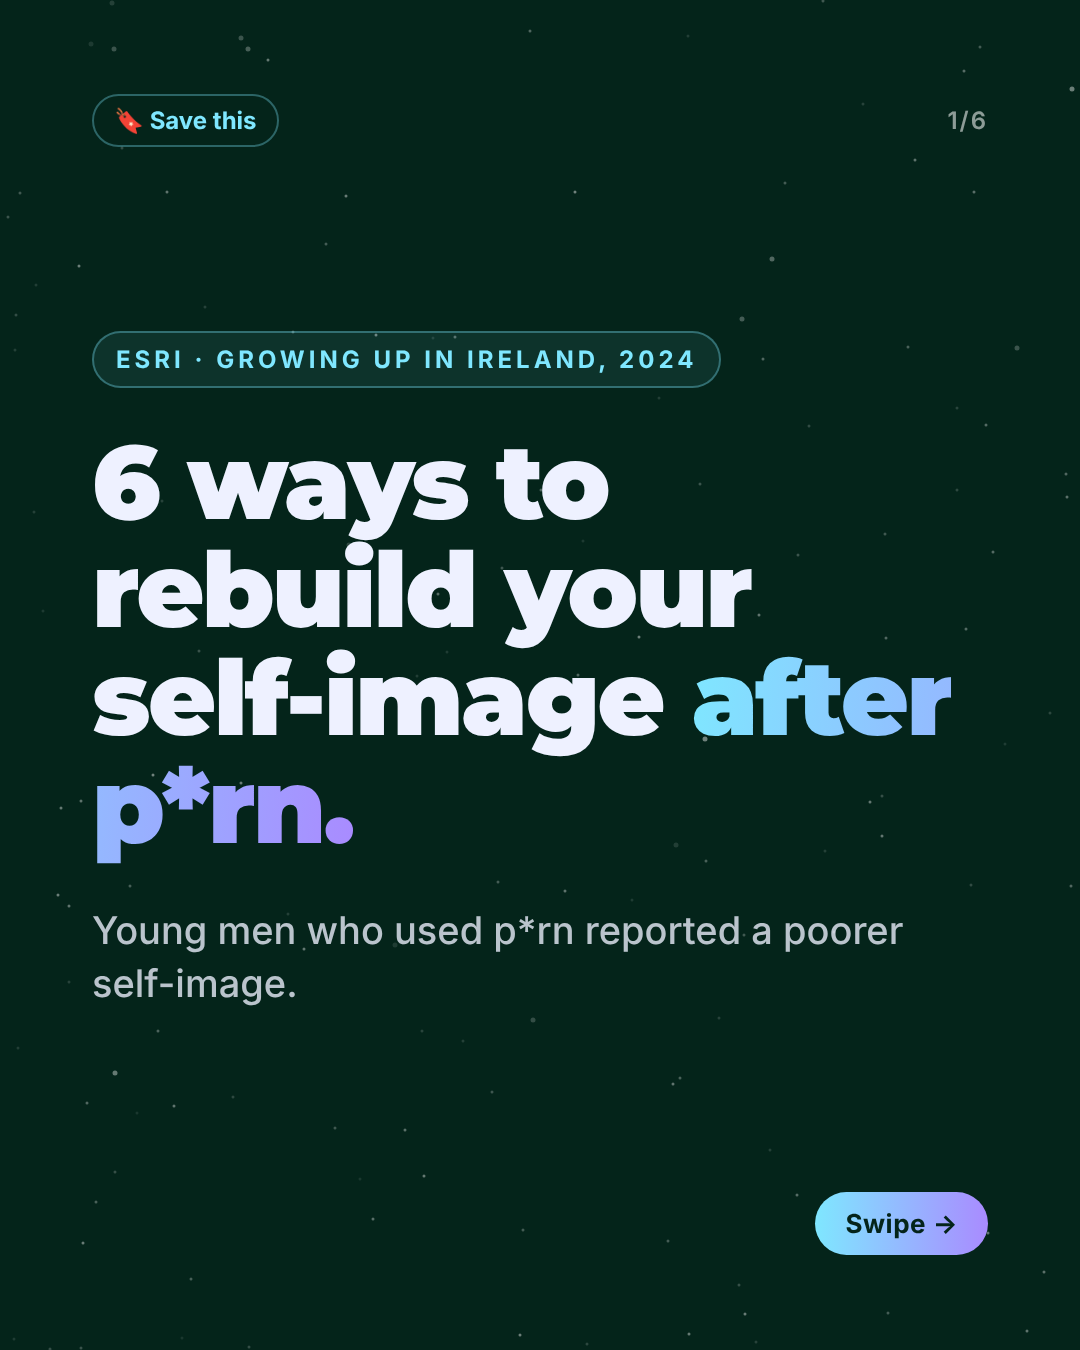 🔖 Save this
1/6
ESRI · GROWING UP IN IRELAND, 2024
6 ways to
rebuild your
self-image after
p*rn.
Young men who used p*rn reported a poorer
self-image.
Swipe →